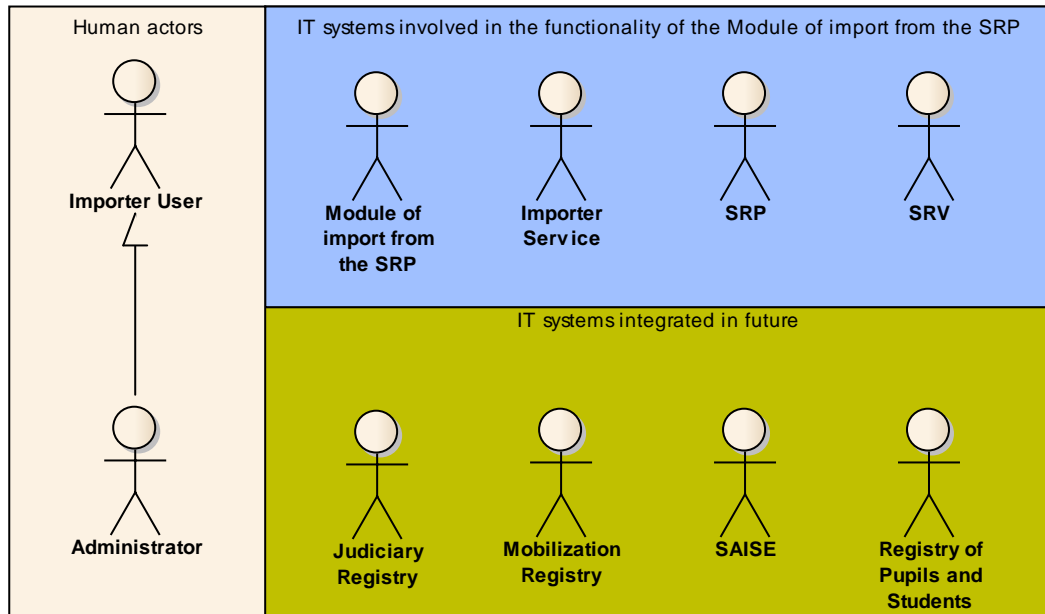 Human actors
Importer User
Administrator
IT systems involved in the functionality of the Module of import from the SRP
Module of
import from
the SRP
Importer
Service
SRP
SRV
IT systems integrated in future
Judiciary
Registry
Mobilization
Registry
SAISE
Registry of
Pupils and
Students